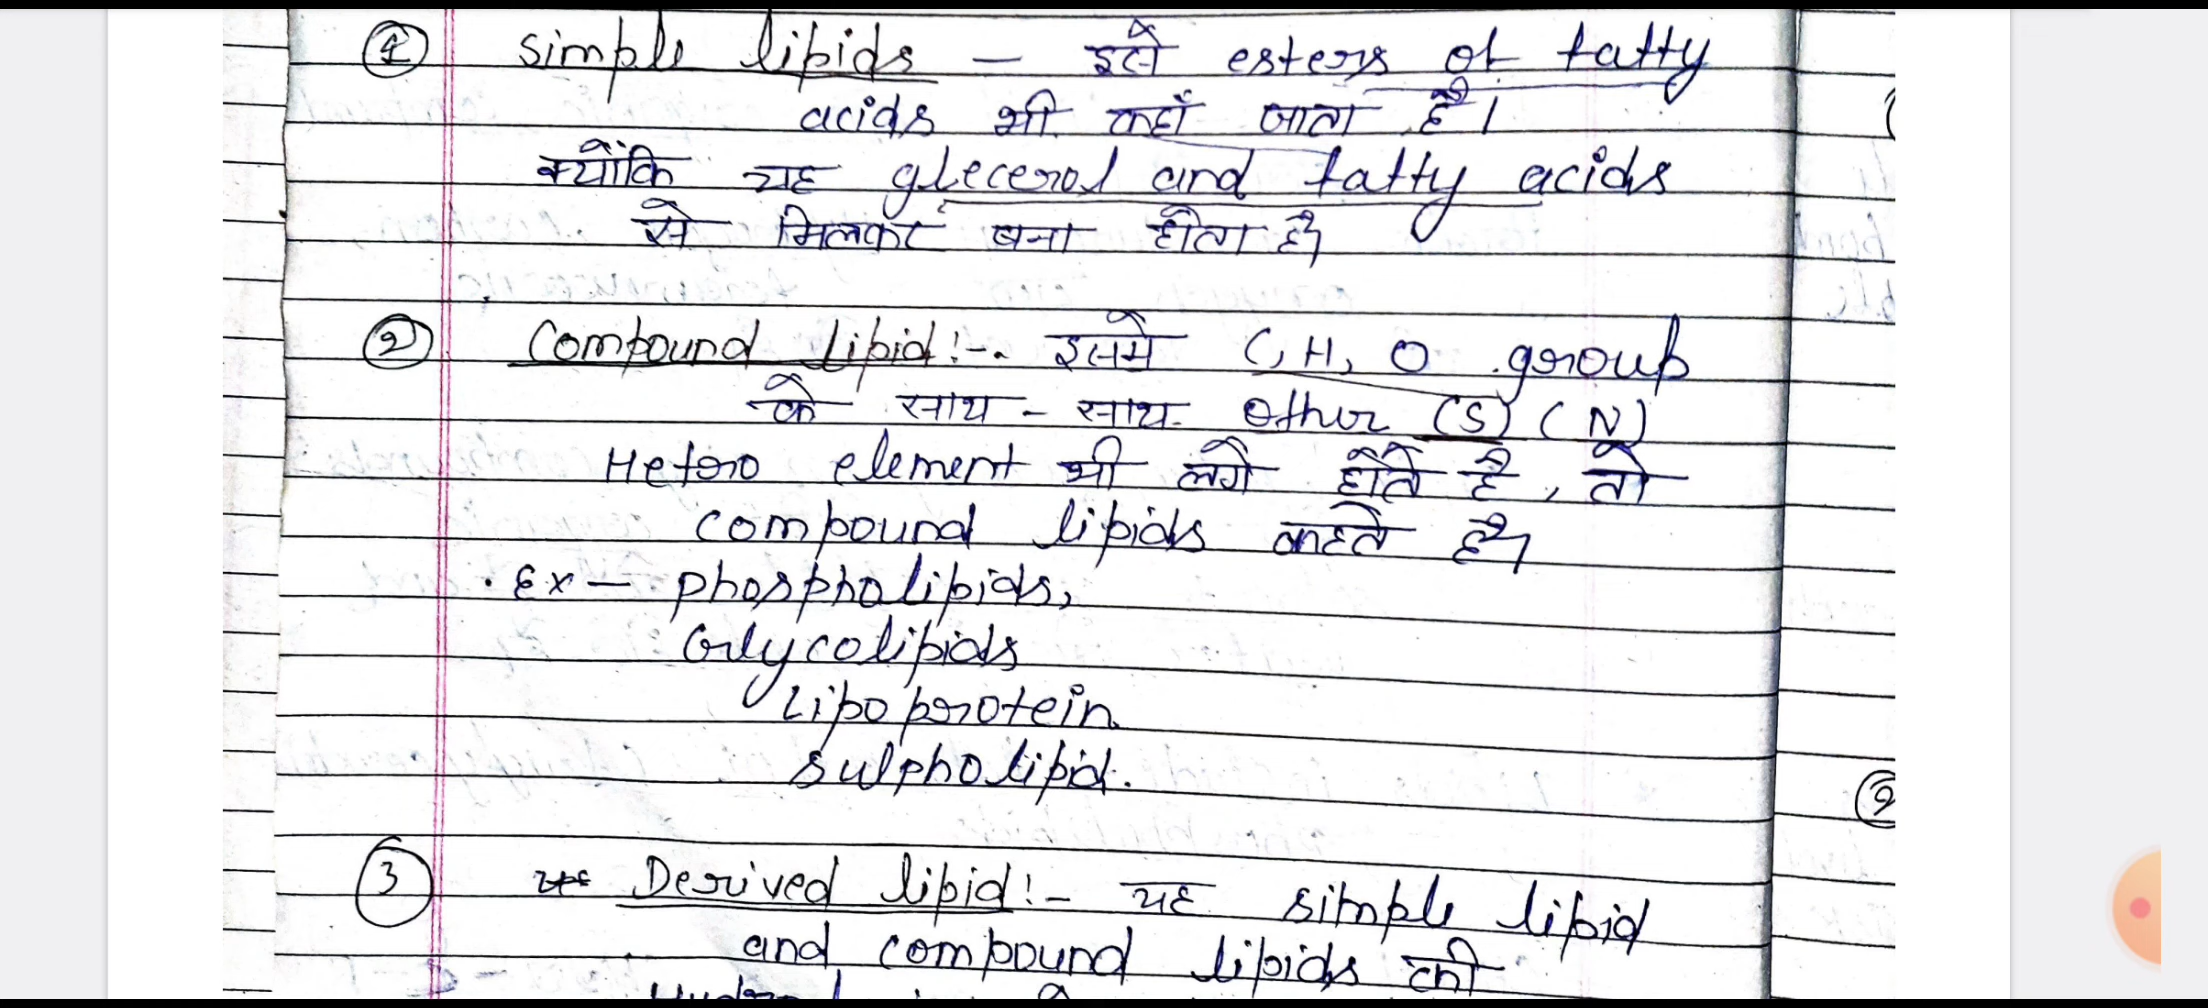 ① simple lipids – इसे esters of fatty
acids भी कहाँ जाता है।
क्योंकि यह glecerol and fatty acids
से मिलकर बना होता है।
② Compound Lipid:- इसमे C, H, O group
के साथ - साथ other (S) (N)
Hetero element भी लगे होते है, तो
compound lipids कहते है।
. Ex – phospholipids,
Glycolipids
Lipoprotein
sulpholipid.
③ यह Derived lipid:- यह simple lipid
and compound lipids की